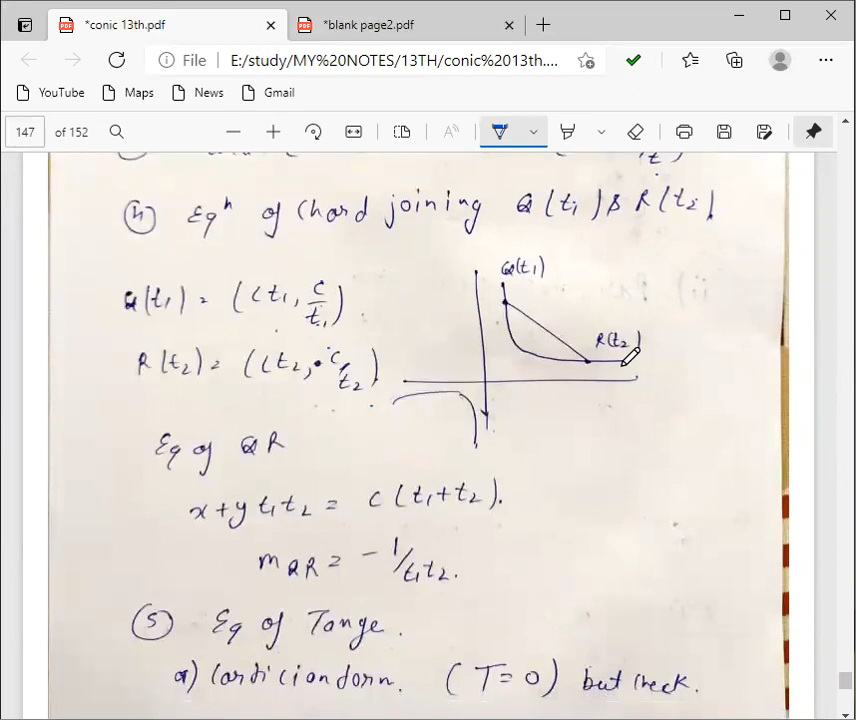 *conic 13th.pdf
*blank page2.pdf
File
E:/study/MY%20NOTES/13TH/conic%2013th....
YouTube
Maps
News
Gmail
147 of 152
(4) Eqn of Chord joining Q(t1) & R(t2)
Q(t1)
Q(t1) = (ct1, c/t1)
R(t2)
R(t2) = (ct2, c/t2)
Eq of QR
x+y t1t2 = c(t1+t2).
mQR = -1/t1t2.
(5) Eq of Tange.
a) Carticiandorn. (T=0) but check.